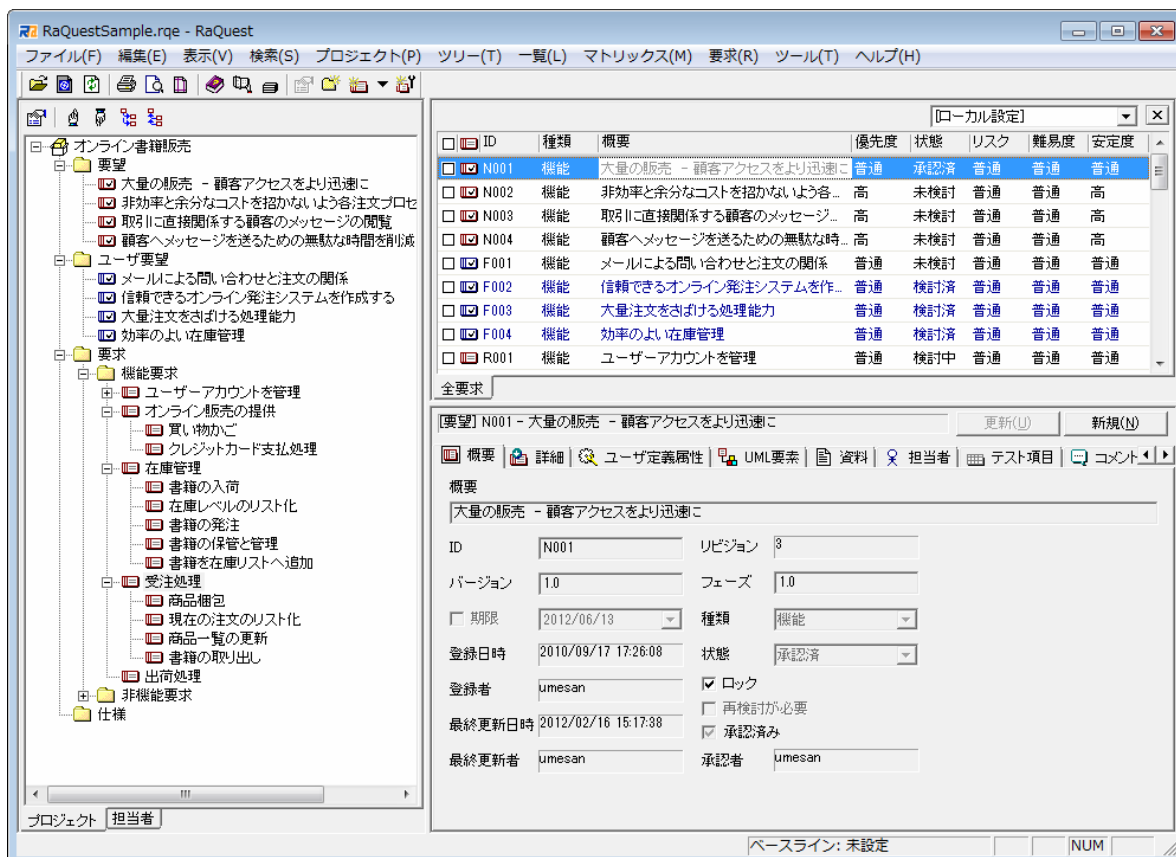 RaQuestSample.rqe - RaQuest
ファイル(F) 編集(E) 表示(V) 検索(S) プロジェクト(P) ツリー(T) 一覧(L) マトリックス(M) 要求(R) ツール(T) ヘルプ(H)
オンライン書籍販売
要望
大量の販売 - 顧客アクセスをより迅速に
非効率と余分なコストを招かないよう各注文プロセ
取引に直接関係する顧客のメッセージの閲覧
顧客へメッセージを送るための無駄な時間を削減
ユーザ要望
メールによる問い合わせと注文の関係
信頼できるオンライン発注システムを作成する
大量注文をさばける処理能力
効率のよい在庫管理
要求
機能要求
ユーザーアカウントを管理
オンライン販売の提供
買い物かご
クレジットカード支払処理
在庫管理
書籍の入荷
在庫レベルのリスト化
書籍の発注
書籍の保管と管理
書籍を在庫リストへ追加
受注処理
商品梱包
現在の注文のリスト化
商品一覧の更新
書籍の取り出し
出荷処理
非機能要求
仕様
プロジェクト 担当者
[ローカル設定]
ID 種類 概要 優先度 状態 リスク 難易度 安定度
N001 機能 大量の販売 - 顧客アクセスをより迅速に 普通 承認済 普通 普通 普通
N002 機能 非効率と余分なコストを招かないよう各... 高 未検討 普通 普通 高
N003 機能 取引に直接関係する顧客のメッセージ... 高 未検討 普通 普通 高
N004 機能 顧客へメッセージを送るための無駄な時... 高 未検討 普通 普通 高
F001 機能 メールによる問い合わせと注文の関係 普通 未検討 普通 普通 普通
F002 機能 信頼できるオンライン発注システムを作... 普通 検討済 普通 普通 普通
F003 機能 大量注文をさばける処理能力 普通 検討済 普通 普通 普通
F004 機能 効率のよい在庫管理 普通 検討済 普通 普通 普通
R001 機能 ユーザーアカウントを管理 普通 検討中 普通 普通 普通
全要求
[要望] N001 - 大量の販売 - 顧客アクセスをより迅速に 更新(U) 新規(N)
概要 詳細 ユーザ定義属性 UML要素 資料 担当者 テスト項目 コメント
概要
大量の販売 - 顧客アクセスをより迅速に
ID N001 リビジョン 3
バージョン 1.0 フェーズ 1.0
期限 2012/06/13 種類 機能
登録日時 2010/09/17 17:26:08 状態 承認済
登録者 umesan ロック
再検討が必要
最終更新日時 2012/02/16 15:17:38 承認済み
最終更新者 umesan 承認者 umesan
ベースライン: 未設定 NUM